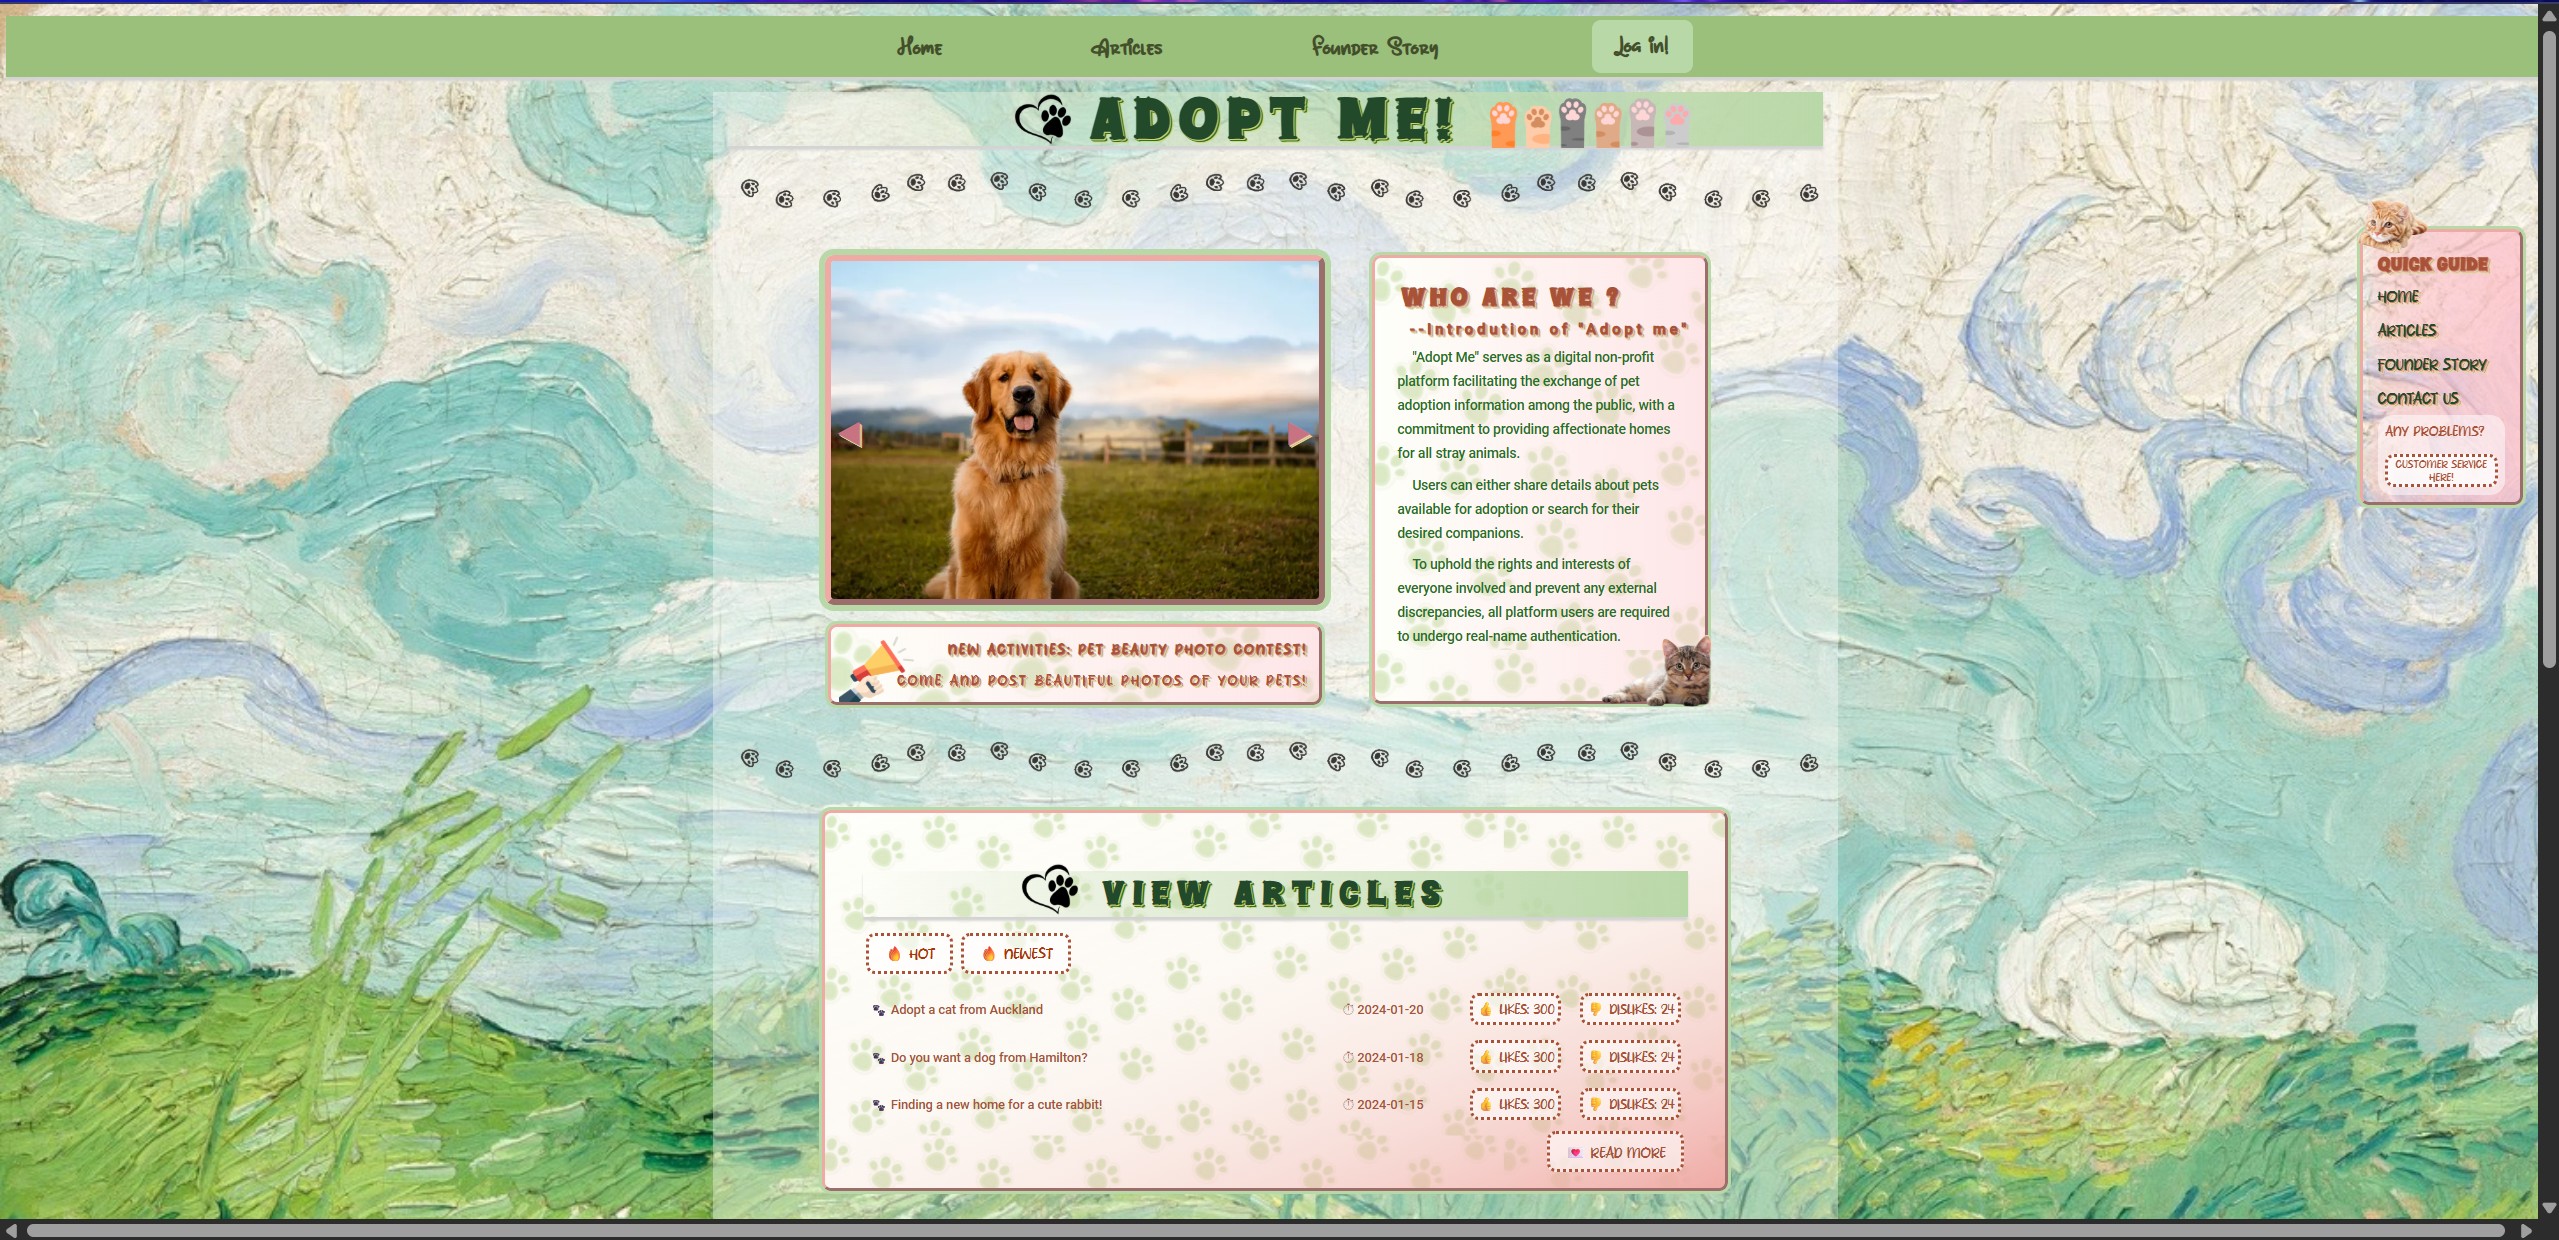 Home Articles Founder Story Log in!
ADOPT ME!
WHO ARE WE ?
--Introdution of "Adopt me"
"Adopt Me" serves as a digital non-profit
platform facilitating the exchange of pet
adoption information among the public, with a
commitment to providing affectionate homes
for all stray animals.
Users can either share details about pets
available for adoption or search for their
desired companions.
To uphold the rights and interests of
everyone involved and prevent any external
discrepancies, all platform users are required
to undergo real-name authentication.
NEW ACTIVITIES: PET BEAUTY PHOTO CONTEST!
COME AND POST BEAUTIFUL PHOTOS OF YOUR PETS!
QUICK GUIDE
HOME
ARTICLES
FOUNDER STORY
CONTACT US
ANY PROBLEMS?
CUSTOMER SERVICE
HERE!
VIEW ARTICLES
HOT NEWEST
Adopt a cat from Auckland 2024-01-20 LIKES: 300 DISLIKES: 24
Do you want a dog from Hamilton? 2024-01-18 LIKES: 300 DISLIKES: 24
Finding a new home for a cute rabbit! 2024-01-15 LIKES: 300 DISLIKES: 24
READ MORE